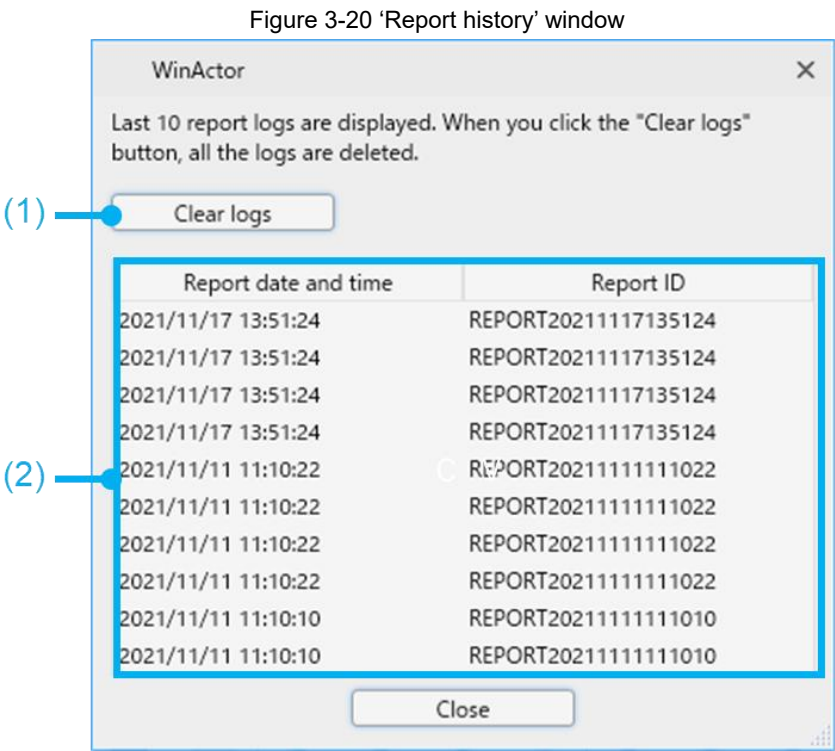 Figure 3-20 ‘Report history’ window
WinActor
Last 10 report logs are displayed. When you click the "Clear logs"
button, all the logs are deleted.
(1)
Clear logs
Report date and time Report ID
2021/11/17 13:51:24 REPORT20211117135124
2021/11/17 13:51:24 REPORT20211117135124
2021/11/17 13:51:24 REPORT20211117135124
2021/11/17 13:51:24 REPORT20211117135124
(2)
2021/11/11 11:10:22 REPORT20211111111022
2021/11/11 11:10:22 REPORT20211111111022
2021/11/11 11:10:22 REPORT20211111111022
2021/11/11 11:10:22 REPORT20211111111022
2021/11/11 11:10:10 REPORT20211111111010
2021/11/11 11:10:10 REPORT20211111111010
Close